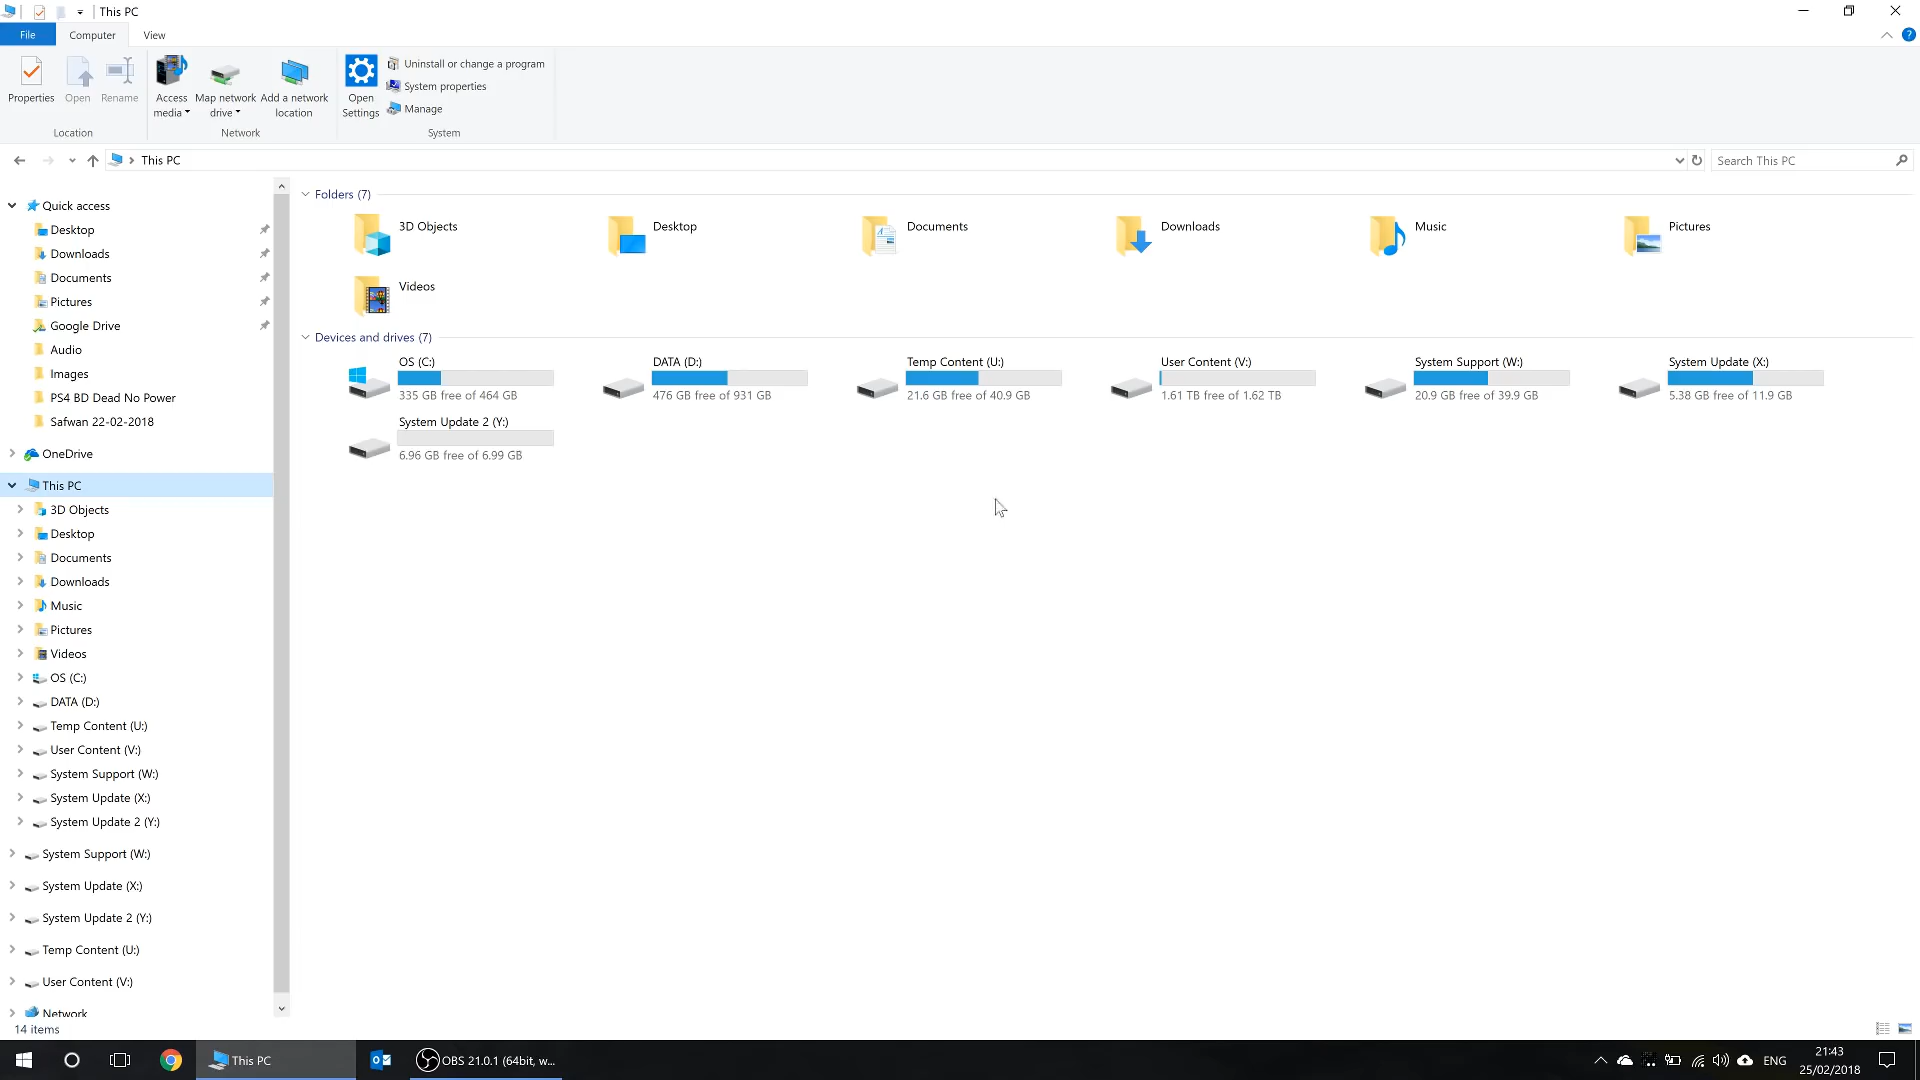 This PC
File
Computer
View
Properties
Open
Rename
Access
media
Map network
drive
Add a network
location
Open
Settings
Uninstall or change a program
System properties
Manage
Location
Network
System
This PC
Search This PC
Quick access
Desktop
Downloads
Documents
Pictures
Google Drive
Audio
Images
PS4 BD Dead No Power
Safwan 22-02-2018
OneDrive
This PC
3D Objects
Desktop
Documents
Downloads
Music
Pictures
Videos
OS (C:)
DATA (D:)
Temp Content (U:)
User Content (V:)
System Support (W:)
System Update (X:)
System Update 2 (Y:)
System Support (W:)
System Update (X:)
System Update 2 (Y:)
Temp Content (U:)
User Content (V:)
Network
14 items
Folders (7)
3D Objects
Desktop
Documents
Downloads
Music
Pictures
Videos
Devices and drives (7)
OS (C:)
335 GB free of 464 GB
DATA (D:)
476 GB free of 931 GB
Temp Content (U:)
21.6 GB free of 40.9 GB
User Content (V:)
1.61 TB free of 1.62 TB
System Support (W:)
20.9 GB free of 39.9 GB
System Update (X:)
5.38 GB free of 11.9 GB
System Update 2 (Y:)
6.96 GB free of 6.99 GB
This PC
OBS 21.0.1 (64bit, w...
ENG
21:43
25/02/2018